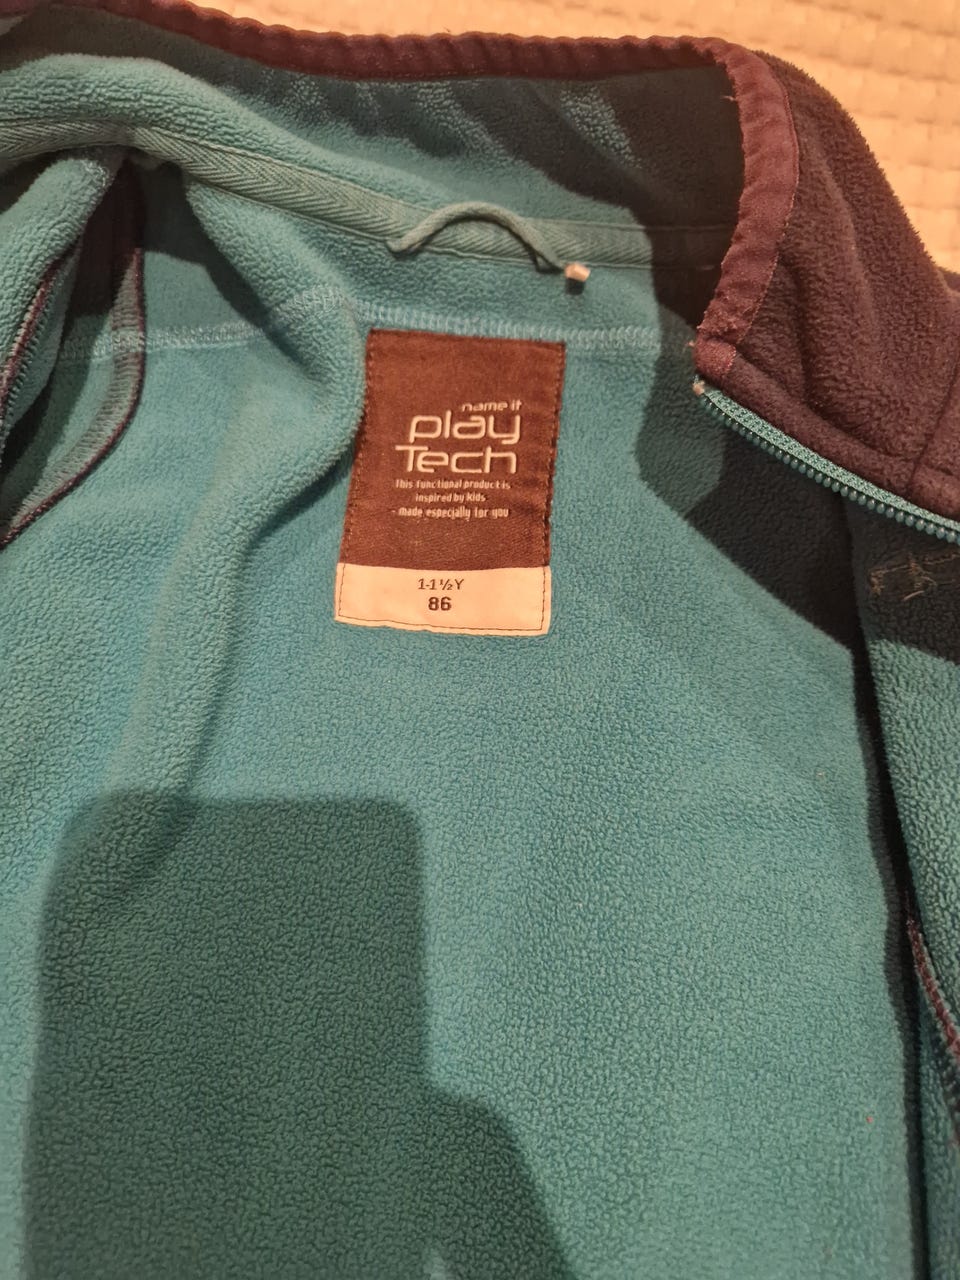 name it
play
Tech
This functional product is
inspired by kids
- made especially for you
1-1½Y
86